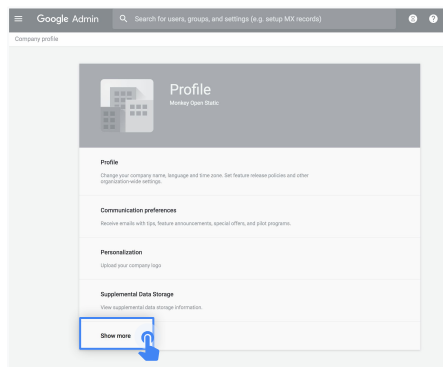 Google Admin
Search for users, groups, and settings (e.g. setup MX records)
Company profile
Profile
Monkey Open Static.
Profile
Change your company name, language and time zone. Set feature release policies and other
organization-wide settings.
Communication preferences
Receive emails with tips, feature announcements, special offers, and pilot programs.
Personalization
Upload your company logo
Supplemental Data Storage
View supplemental data storage information.
Show more